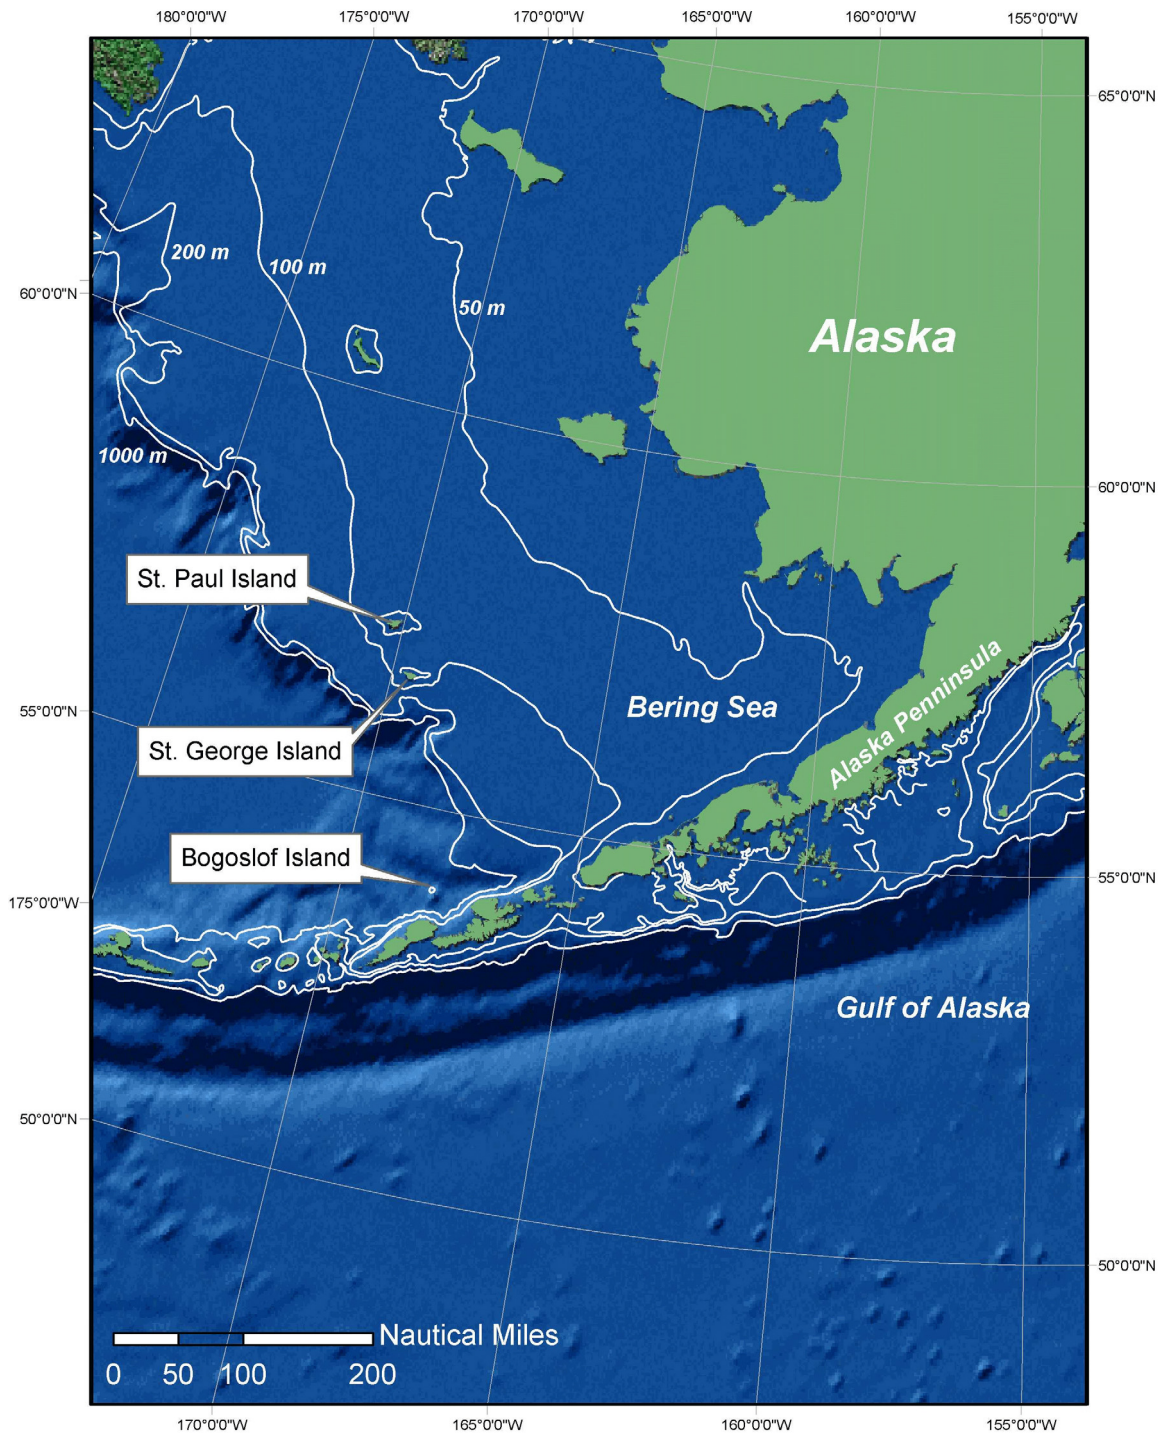 180°0'0"W 175°0'0"W 170°0'0"W 165°0'0"W 160°0'0"W 155°0'0"W
65°0'0"N
200 m
100 m
60°0'0"N
50 m
Alaska
1000 m
60°0'0"N
St. Paul Island
Alaska Penninsula
Bering Sea
55°0'0"N
St. George Island
Bogoslof Island
55°0'0"N
175°0'0"W
Gulf of Alaska
50°0'0"N
50°0'0"N
Nautical Miles
0 50 100 200
170°0'0"W 165°0'0"W 160°0'0"W 155°0'0"W